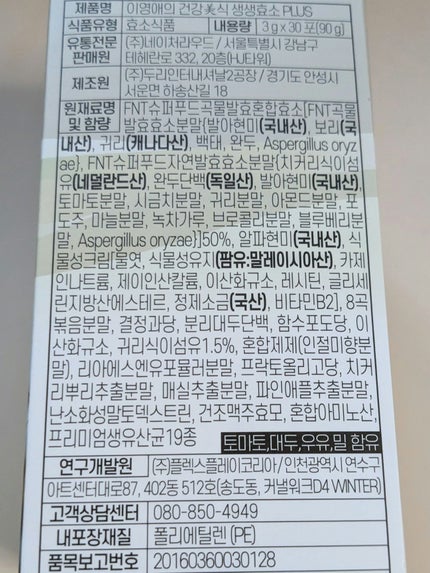 제품명 이영애의 건강美식 생생효소 PLUS
식품유형 효소식품 내용량 3 g x 30 포(90 g)
유통전문 (주)네이처라우드 / 서울특별시 강남구
판매원 테헤란로 332, 20층(HJ타워)
제조원 (주)두리인터내셔날2공장 / 경기도 안성시
서운면 하송산길 18
원재료명 FNT슈퍼푸드곡물발효혼합효소[FNT곡물
및 함량 발효효소분말{발아현미(국내산), 보리(국
내산), 귀리(캐나다산), 백태, 완두, Aspergillus oryz
ae}, FNT슈퍼푸드자연발효효소분말{치커리식이섬
유(네덜란드산), 완두단백(독일산), 발아현미(국내산),
토마토분말, 시금치분말, 귀리분말, 아몬드분말, 포
도주, 마늘분말, 녹차가루, 브로콜리분말, 블루베리분
말, Aspergillus oryzae}]50%, 알파현미(국내산), 식
물성크림[물엿, 식물성유지(팜유:말레이시아산), 카제
인나트륨, 제이인산칼륨, 이산화규소, 레시틴, 글리세
린지방산에스테르, 정제소금(국산), 비타민B2], 8곡
볶음분말, 결정과당, 분리대두단백, 함수포도당, 이
산화규소, 귀리식이섬유1.5%, 혼합제제(인절미향분
말), 리아에스엔유포뮬러분말, 프락토올리고당, 치커
리뿌리추출분말, 매실추출분말, 파인애플추출분말,
난소화성말토덱스트린, 건조맥주효모, 혼합아미노산,
프리미엄생유산균19종 토마토,대두,우유,밀 함유
연구개발원 (주)플렉스플레이코리아 / 인천광역시 연수구
아트센터대로87, 402동 512호(송도동, 커낼워크D4 WINTER)
고객상담센터 080-850-4949
내포장재질 폴리에틸렌 (PE)
품목보고번호 20160360030128